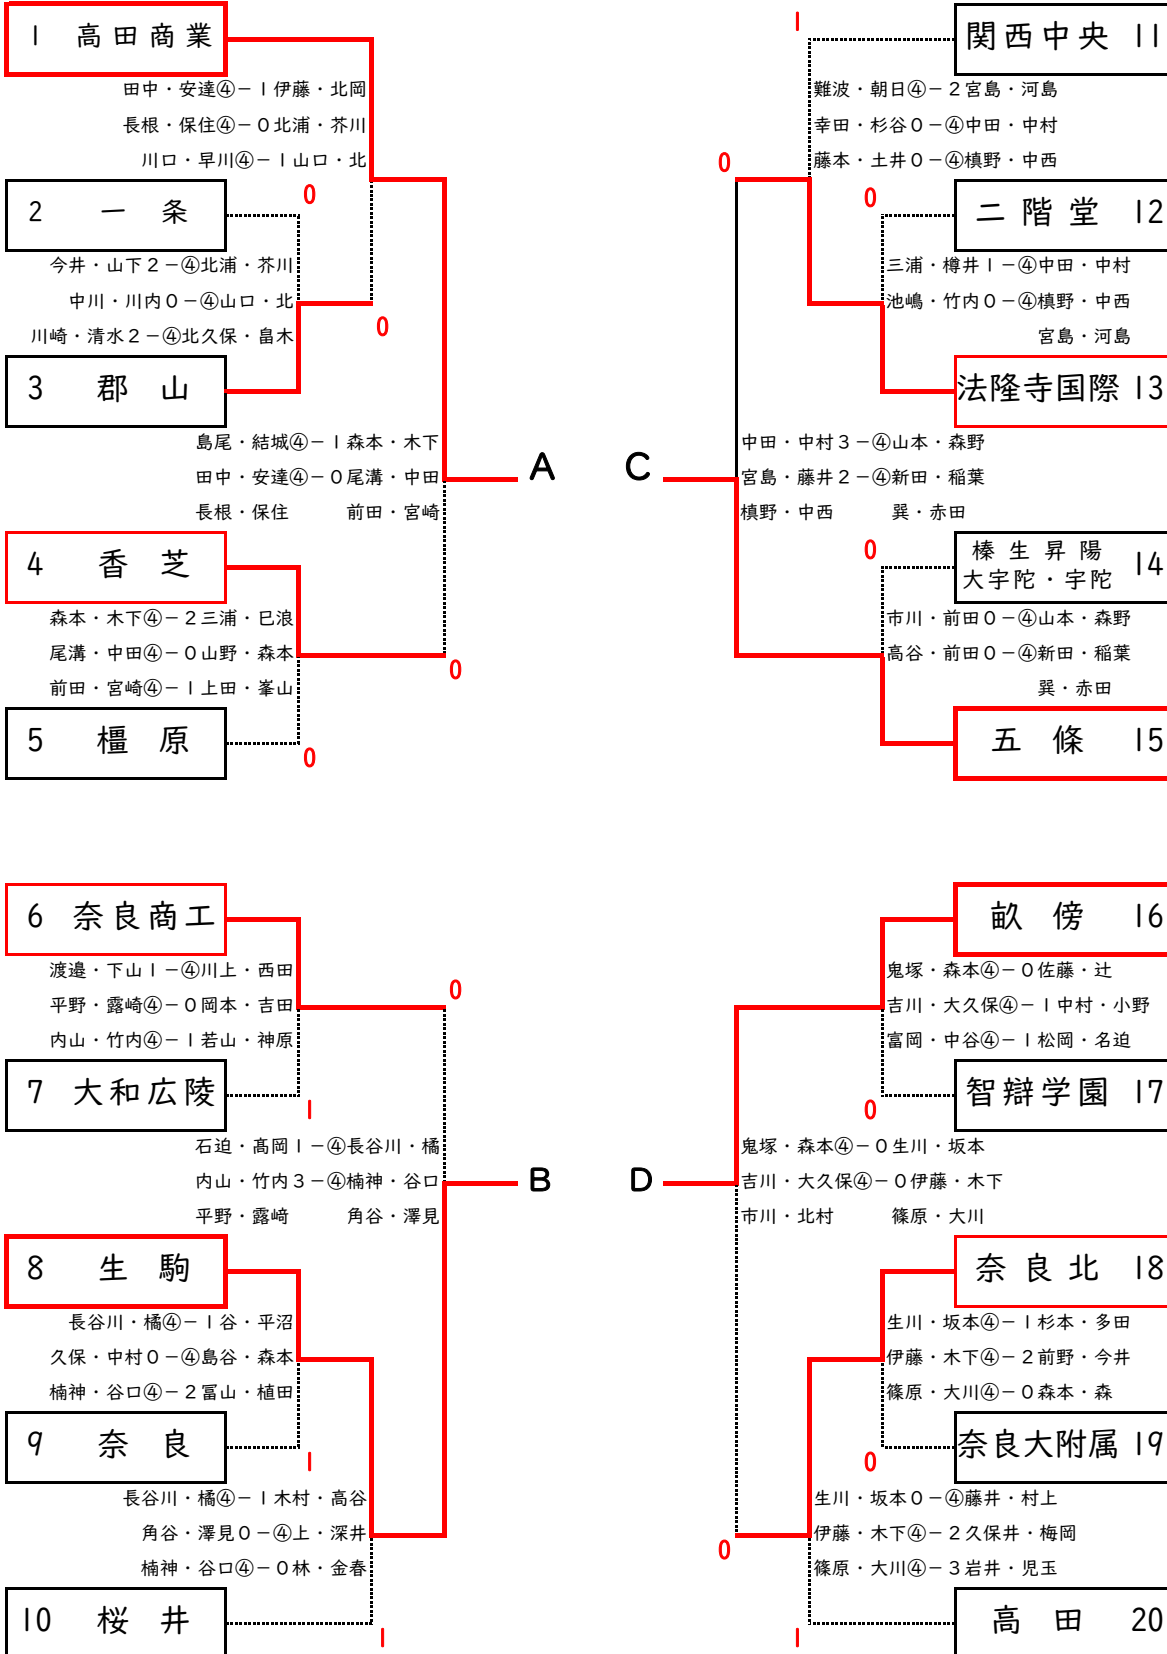 1 高田商業
田中・安達④－1伊藤・北岡
長根・保住④－0北浦・芥川
川口・早川④－1山口・北
0
2 一条
今井・山下2－④北浦・芥川
中川・川内0－④山口・北
川崎・清水2－④北久保・畠木
0
3 郡山
島尾・結城④－1森本・木下
田中・安達④－0尾溝・中田
長根・保住 前田・宮崎
A
4 香芝
森本・木下④－2三浦・巳浪
尾溝・中田④－0山野・森本
前田・宮崎④－1上田・峯山
0
5 橿原
0
6 奈良商工
渡邉・下山1－④川上・西田
平野・露崎④－0岡本・吉田
内山・竹内④－1若山・神原
0
7 大和広陵
1
石迫・髙岡1－④長谷川・橘
内山・竹内3－④楠神・谷口
平野・露﨑 角谷・澤見
B
8 生駒
長谷川・橘④－1谷・平沼
久保・中村0－④島谷・森本
楠神・谷口④－2冨山・植田
9 奈良
1
長谷川・橘④－1木村・高谷
角谷・澤見0－④上・深井
楠神・谷口④－0林・金春
10 桜井
1
1
関西中央 11
難波・朝日④－2宮島・河島
幸田・杉谷0－④中田・中村
藤本・土井0－④槙野・中西
0
0
二階堂 12
三浦・樽井1－④中田・中村
池嶋・竹内0－④槙野・中西
宮島・河島
法隆寺国際 13
中田・中村3－④山本・森野
宮島・藤井2－④新田・稲葉
槙野・中西 巽・赤田
C
0
榛生昇陽
大宇陀・宇陀 14
市川・前田0－④山本・森野
高谷・前田0－④新田・稲葉
巽・赤田
五條 15
畝傍 16
鬼塚・森本④－0佐藤・辻
吉川・大久保④－1中村・小野
富岡・中谷④－1松岡・名迫
0
智辯学園 17
鬼塚・森本④－0生川・坂本
吉川・大久保④－0伊藤・木下
市川・北村 篠原・大川
D
奈良北 18
生川・坂本④－1杉本・多田
伊藤・木下④－2前野・今井
篠原・大川④－0森本・森
0
奈良大附属 19
生川・坂本0－④藤井・村上
伊藤・木下④－2久保井・梅岡
篠原・大川④－3岩井・児玉
0
1
高田 20